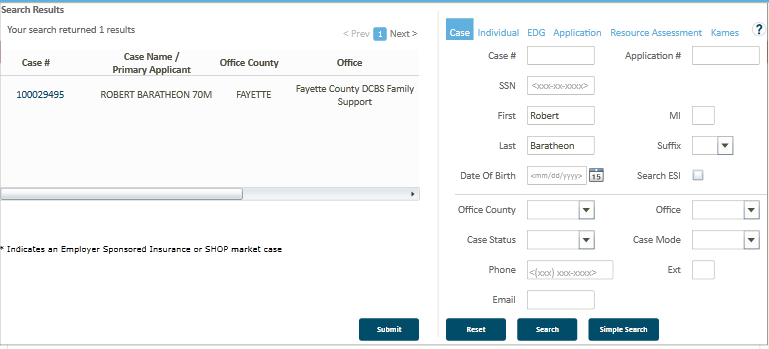 Search Results
Your search returned 1 results
< Prev 1 Next >
Case #
Case Name /
Primary Applicant
Office County
Office
100029495
ROBERT BARATHEON 70M
FAYETTE
Fayette County DCBS Family
Support
* Indicates an Employer Sponsored Insurance or SHOP market case
Submit
Case Individual EDG Application Resource Assessment Kames ?
Case # Application #
SSN <xxx-xx-xxxx>
First Robert MI
Last Baratheon Suffix
Date Of Birth <mm/dd/yyyy> 15 Search ESI
Office County Office
Case Status Case Mode
Phone <(xxx) xxx-xxxx> Ext
Email
Reset Search Simple Search